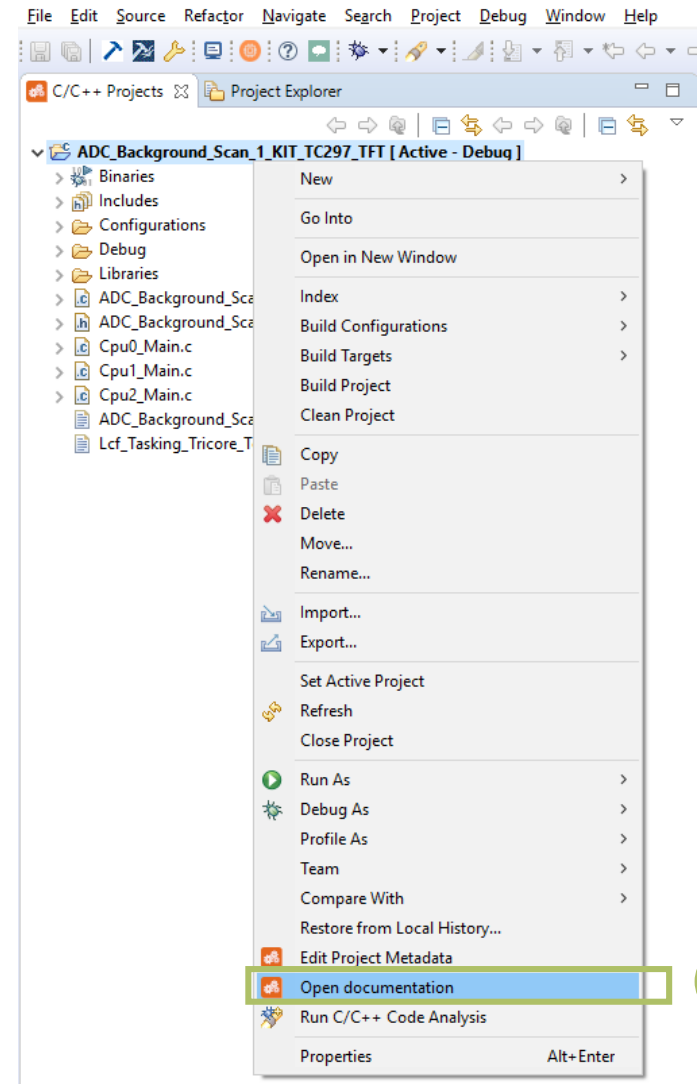 File Edit Source Refactor Navigate Search Project Debug Window Help
C/C++ Projects Project Explorer
ADC_Background_Scan_1_KIT_TC297_TFT [ Active - Debug ]
Binaries
Includes
Configurations
Debug
Libraries
ADC_Background_Sca
ADC_Background_Sca
Cpu0_Main.c
Cpu1_Main.c
Cpu2_Main.c
ADC_Background_Sca
Lcf_Tasking_Tricore_T
New
Go Into
Open in New Window
Index
Build Configurations
Build Targets
Build Project
Clean Project
Copy
Paste
Delete
Move...
Rename...
Import...
Export...
Set Active Project
Refresh
Close Project
Run As
Debug As
Profile As
Team
Compare With
Restore from Local History...
Edit Project Metadata
Open documentation
Run C/C++ Code Analysis
Properties Alt+Enter